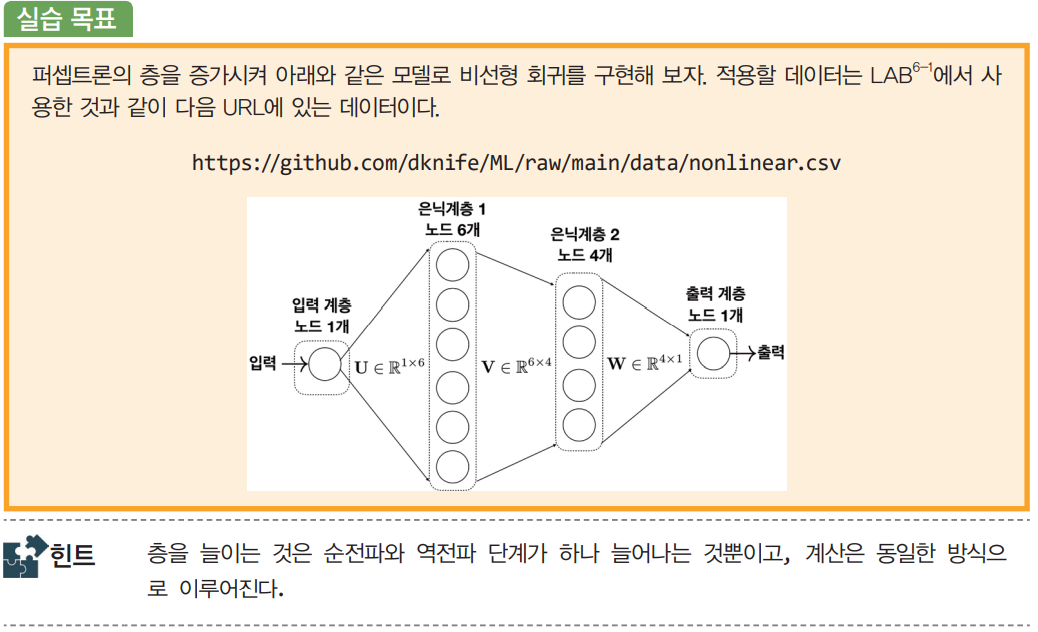 실습 목표
퍼셉트론의 층을 증가시켜 아래와 같은 모델로 비선형 회귀를 구현해 보자. 적용할 데이터는 LAB⁶⁻¹에서 사
용한 것과 같이 다음 URL에 있는 데이터이다.
https://github.com/dknife/ML/raw/main/data/nonlinear.csv
은닉계층 1
노드 6개
은닉계층 2
노드 4개
입력 계층
노드 1개
출력 계층
노드 1개
입력
U ∈ ℝ¹ˣ⁶
V ∈ ℝ⁶ˣ⁴
W ∈ ℝ⁴ˣ¹
출력
힌트
층을 늘이는 것은 순전파와 역전파 단계가 하나 늘어나는 것뿐이고, 계산은 동일한 방식으
로 이루어진다.